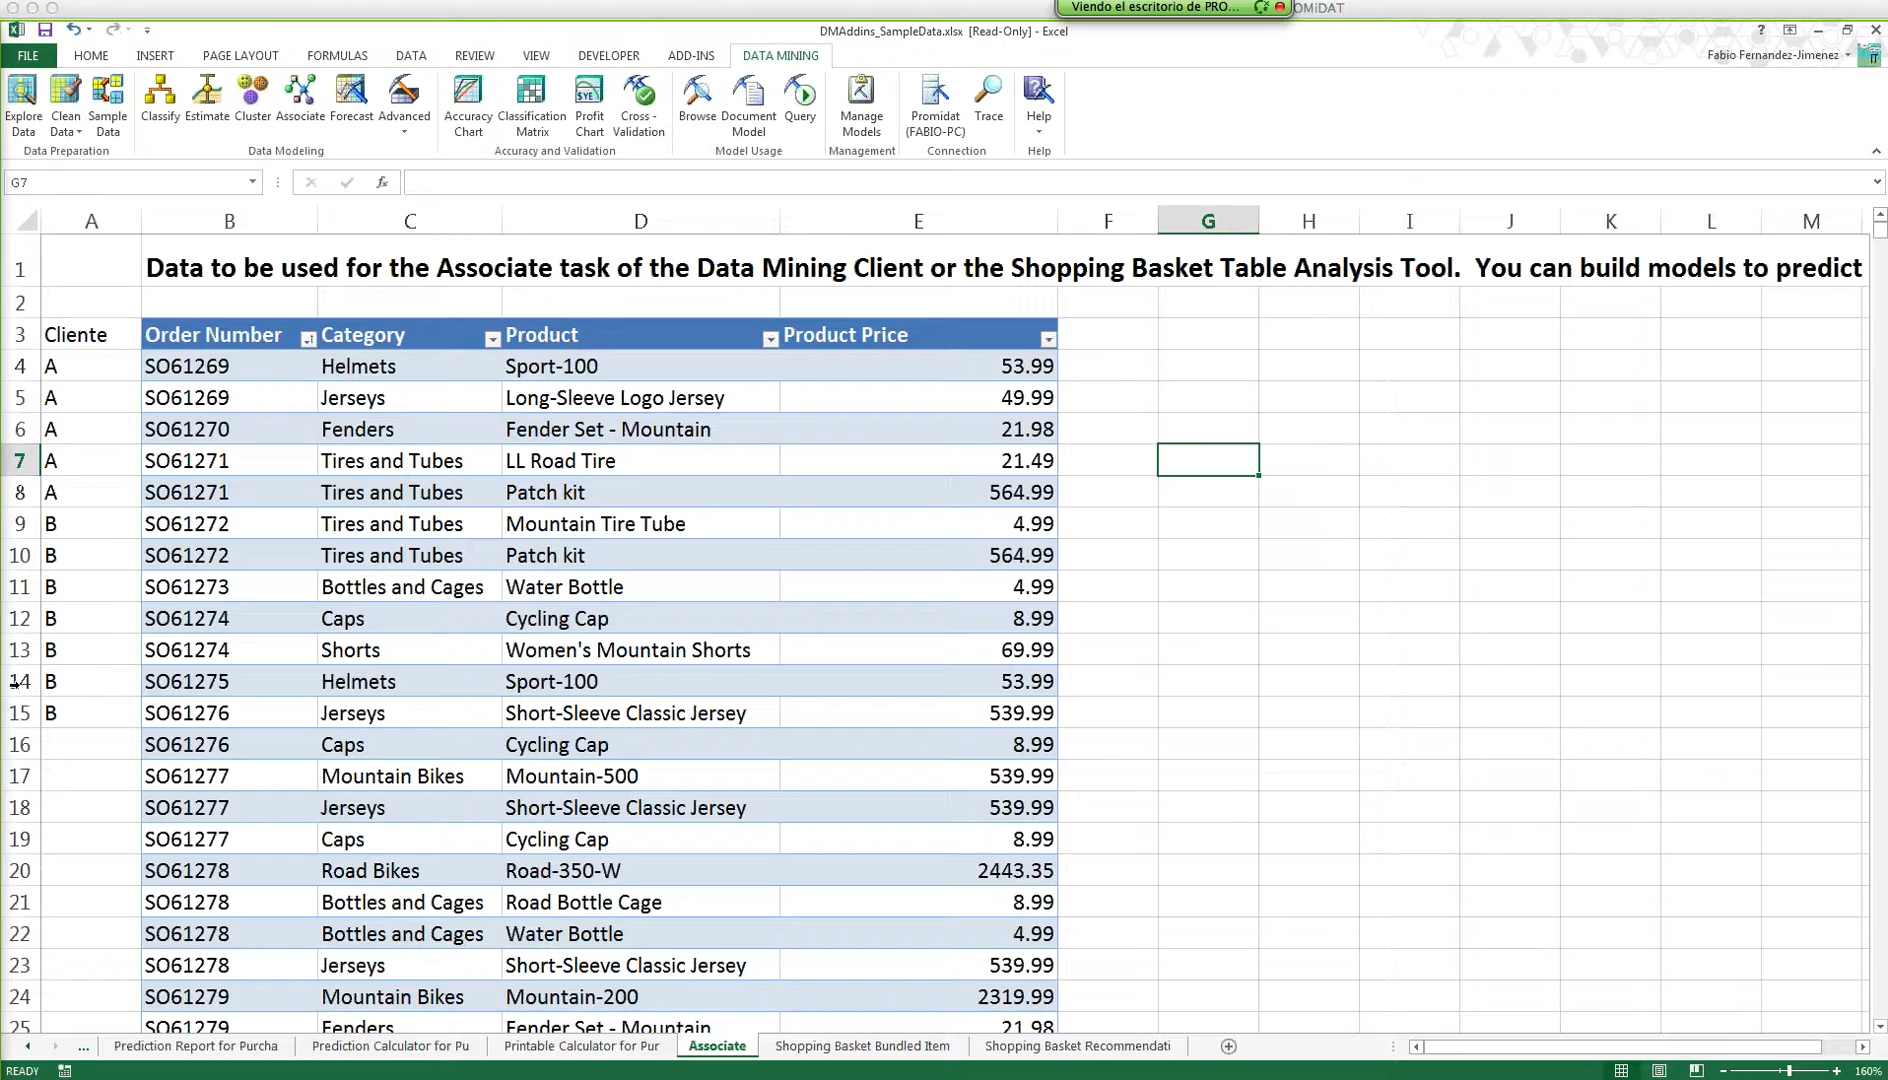 Viendo el escritorio de PRO...
OMiDAT
DMAddins_SampleData.xlsx [Read-Only] - Excel
FILE HOME INSERT PAGE LAYOUT FORMULAS DATA REVIEW VIEW DEVELOPER ADD-INS DATA MINING Fabio Fernandez-Jimenez
Explore Data Clean Data Sample Data Classify Estimate Cluster Associate Forecast Advanced Accuracy Chart Classification Matrix Profit Chart Cross - Validation Browse Document Model Query Manage Models Promidat (FABIO-PC) Trace Help
Data Preparation Data Modeling Accuracy and Validation Model Usage Management Connection Help
G7 fx
A B C D E F G H I J K L M
1 Data to be used for the Associate task of the Data Mining Client or the Shopping Basket Table Analysis Tool. You can build models to predict
2
3 Cliente Order Number Category Product Product Price
4 A SO61269 Helmets Sport-100 53.99
5 A SO61269 Jerseys Long-Sleeve Logo Jersey 49.99
6 A SO61270 Fenders Fender Set - Mountain 21.98
7 A SO61271 Tires and Tubes LL Road Tire 21.49
8 A SO61271 Tires and Tubes Patch kit 564.99
9 B SO61272 Tires and Tubes Mountain Tire Tube 4.99
10 B SO61272 Tires and Tubes Patch kit 564.99
11 B SO61273 Bottles and Cages Water Bottle 4.99
12 B SO61274 Caps Cycling Cap 8.99
13 B SO61274 Shorts Women's Mountain Shorts 69.99
14 B SO61275 Helmets Sport-100 53.99
15 B SO61276 Jerseys Short-Sleeve Classic Jersey 539.99
16 SO61276 Caps Cycling Cap 8.99
17 SO61277 Mountain Bikes Mountain-500 539.99
18 SO61277 Jerseys Short-Sleeve Classic Jersey 539.99
19 SO61277 Caps Cycling Cap 8.99
20 SO61278 Road Bikes Road-350-W 2443.35
21 SO61278 Bottles and Cages Road Bottle Cage 8.99
22 SO61278 Bottles and Cages Water Bottle 4.99
23 SO61278 Jerseys Short-Sleeve Classic Jersey 539.99
24 SO61279 Mountain Bikes Mountain-200 2319.99
25 SO61279 Fenders Fender Set - Mountain 21.98
... Prediction Report for Purcha Prediction Calculator for Pu Printable Calculator for Pur Associate Shopping Basket Bundled Item Shopping Basket Recommendati
READY 160%